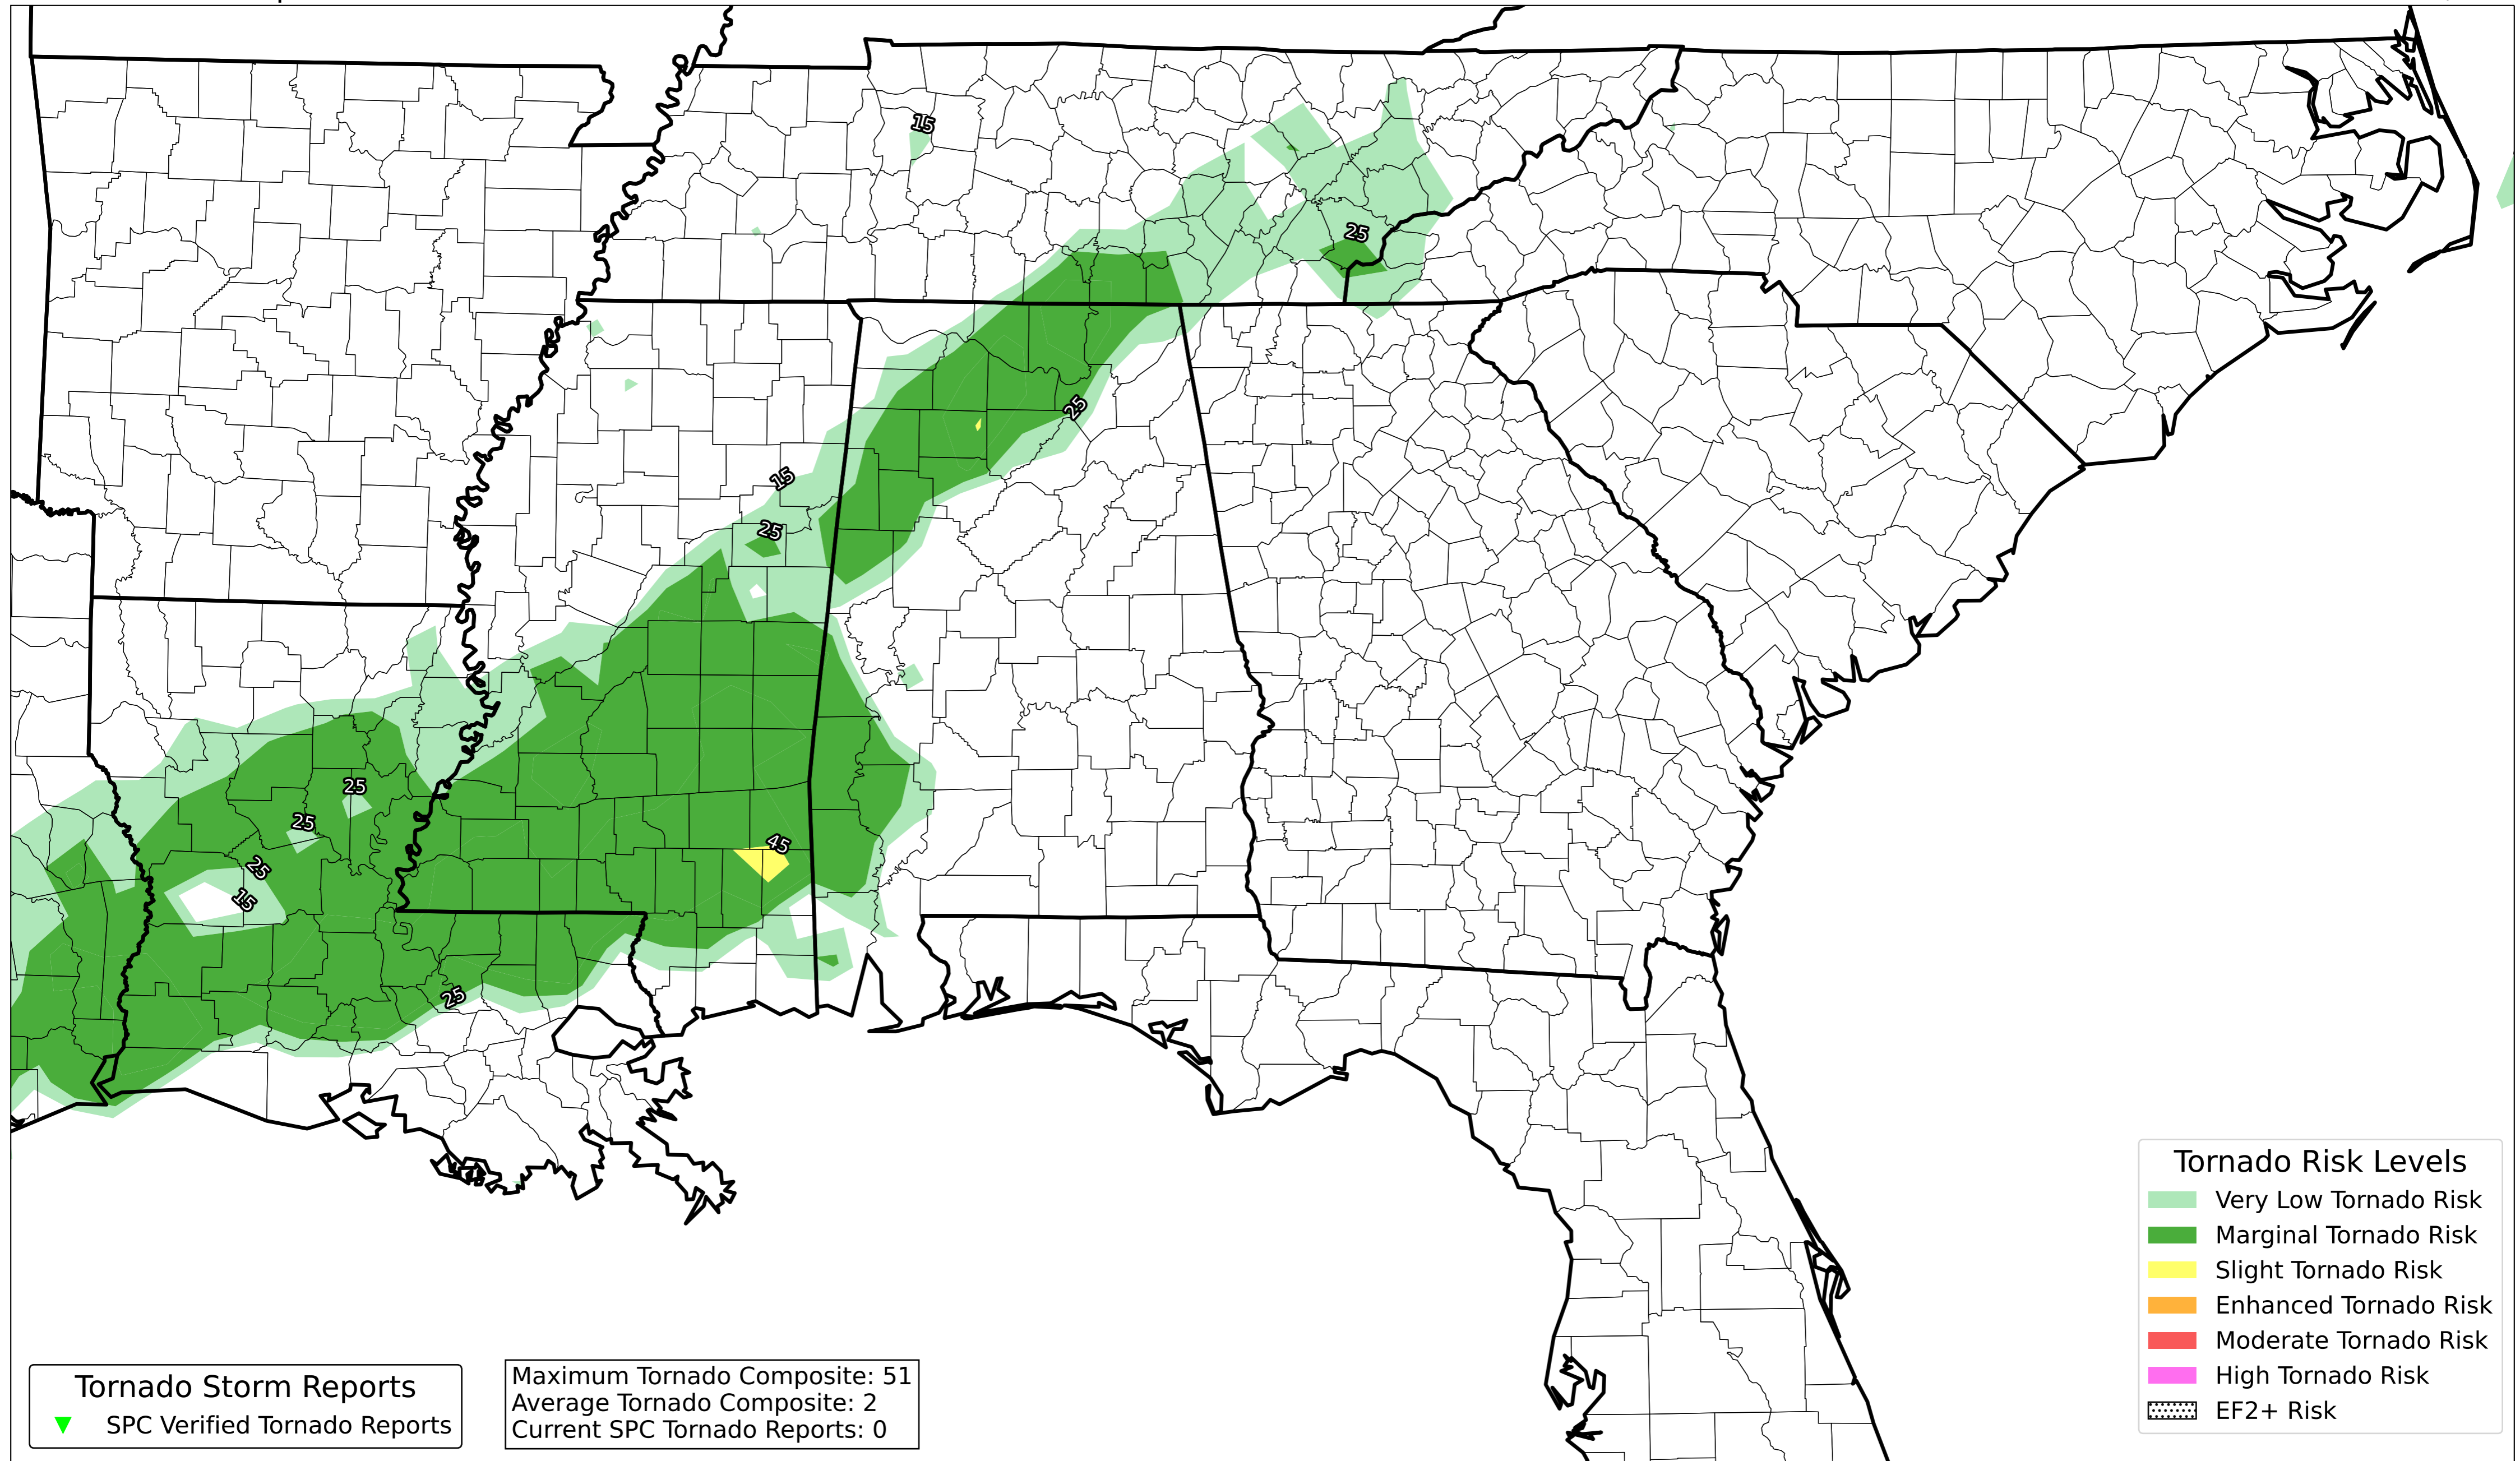 15
25
25
15
25
25
25
45
25
15
25
Tornado Risk Levels
Very Low Tornado Risk
Marginal Tornado Risk
Slight Tornado Risk
Enhanced Tornado Risk
Moderate Tornado Risk
High Tornado Risk
EF2+ Risk
Tornado Storm Reports
SPC Verified Tornado Reports
Maximum Tornado Composite: 51
Average Tornado Composite: 2
Current SPC Tornado Reports: 0